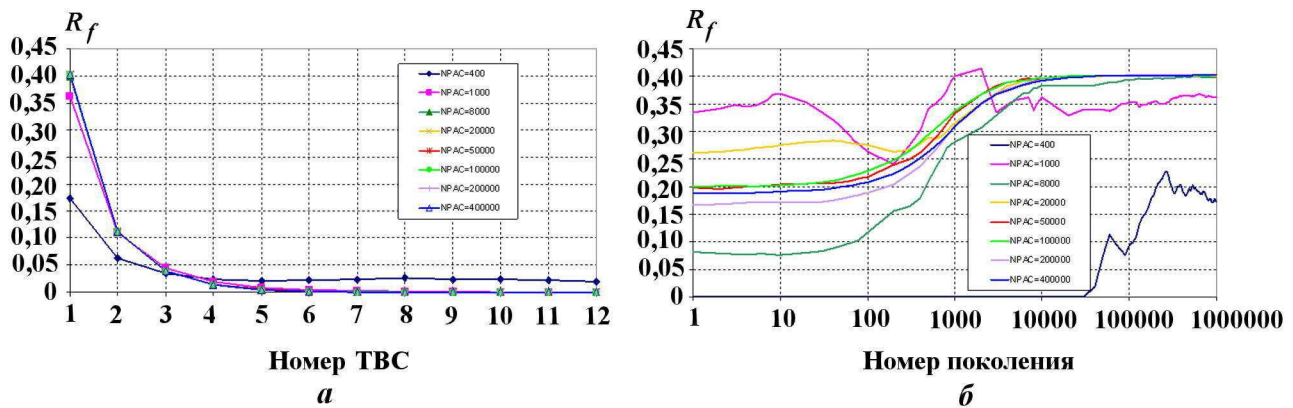 R_f
0,45
0,40
0,35
0,30
0,25
0,20
0,15
0,10
0,05
0
1 2 3 4 5 6 7 8 9 10 11 12
NPAC=400
NPAC=1000
NPAC=8000
NPAC=20000
NPAC=50000
NPAC=100000
NPAC=200000
NPAC=400000
Номер ТВС
а
R_f
0,45
0,40
0,35
0,30
0,25
0,20
0,15
0,10
0,05
0
1 10 100 1000 10000 100000 1000000
NPAC=400
NPAC=1000
NPAC=8000
NPAC=20000
NPAC=50000
NPAC=100000
NPAC=200000
NPAC=400000
Номер поколения
б